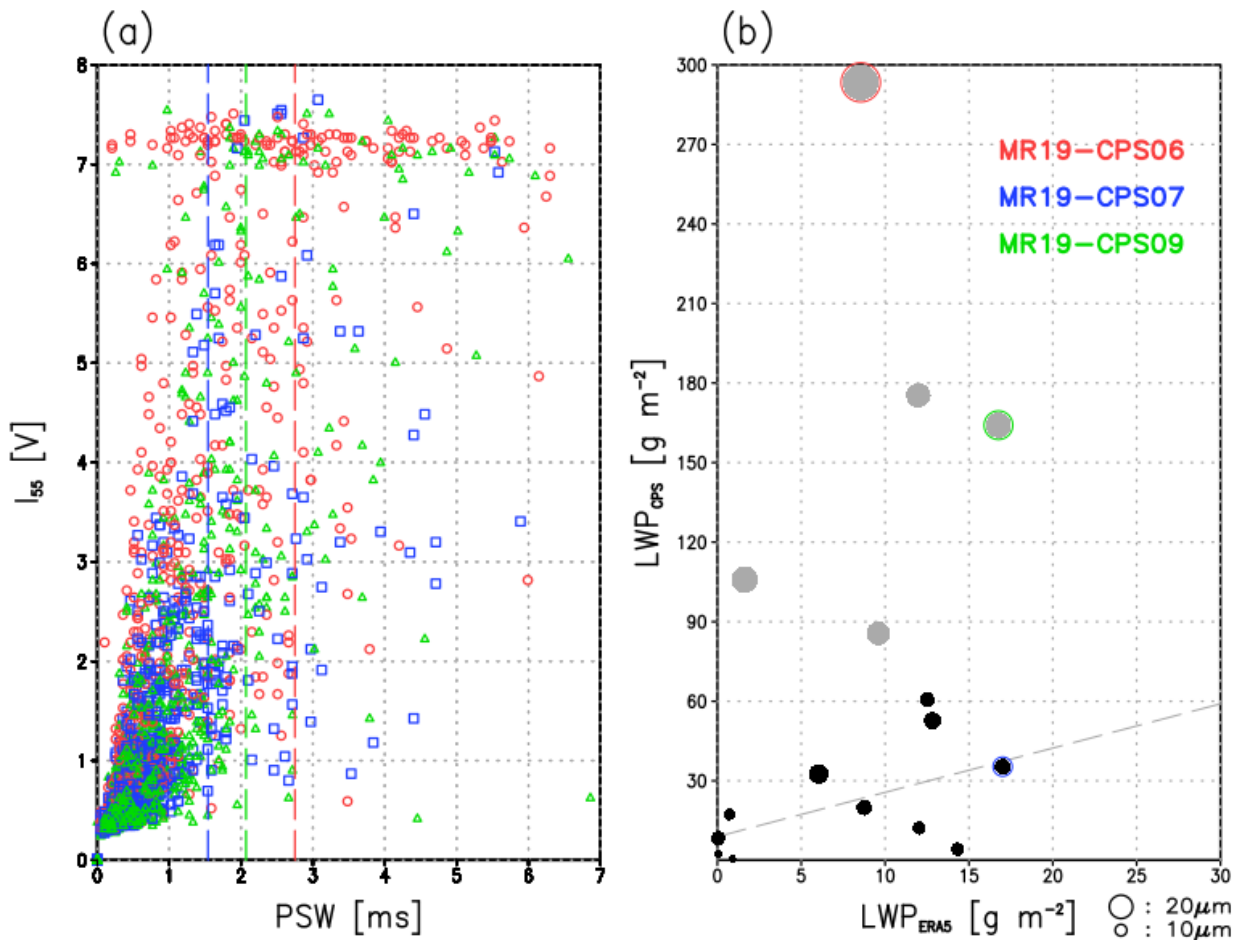 (a)
(b)
8
7
6
5
4
3
2
1
0
I₅₅ [V]
0 1 2 3 4 5 6 7
PSW [ms]
300
270
240
210
180
150
120
90
60
30
LWP_CPS [g m⁻²]
MR19-CPS06
MR19-CPS07
MR19-CPS09
0 5 10 15 20 25 30
LWP_ERA5 [g m⁻²]
: 20μm
: 10μm